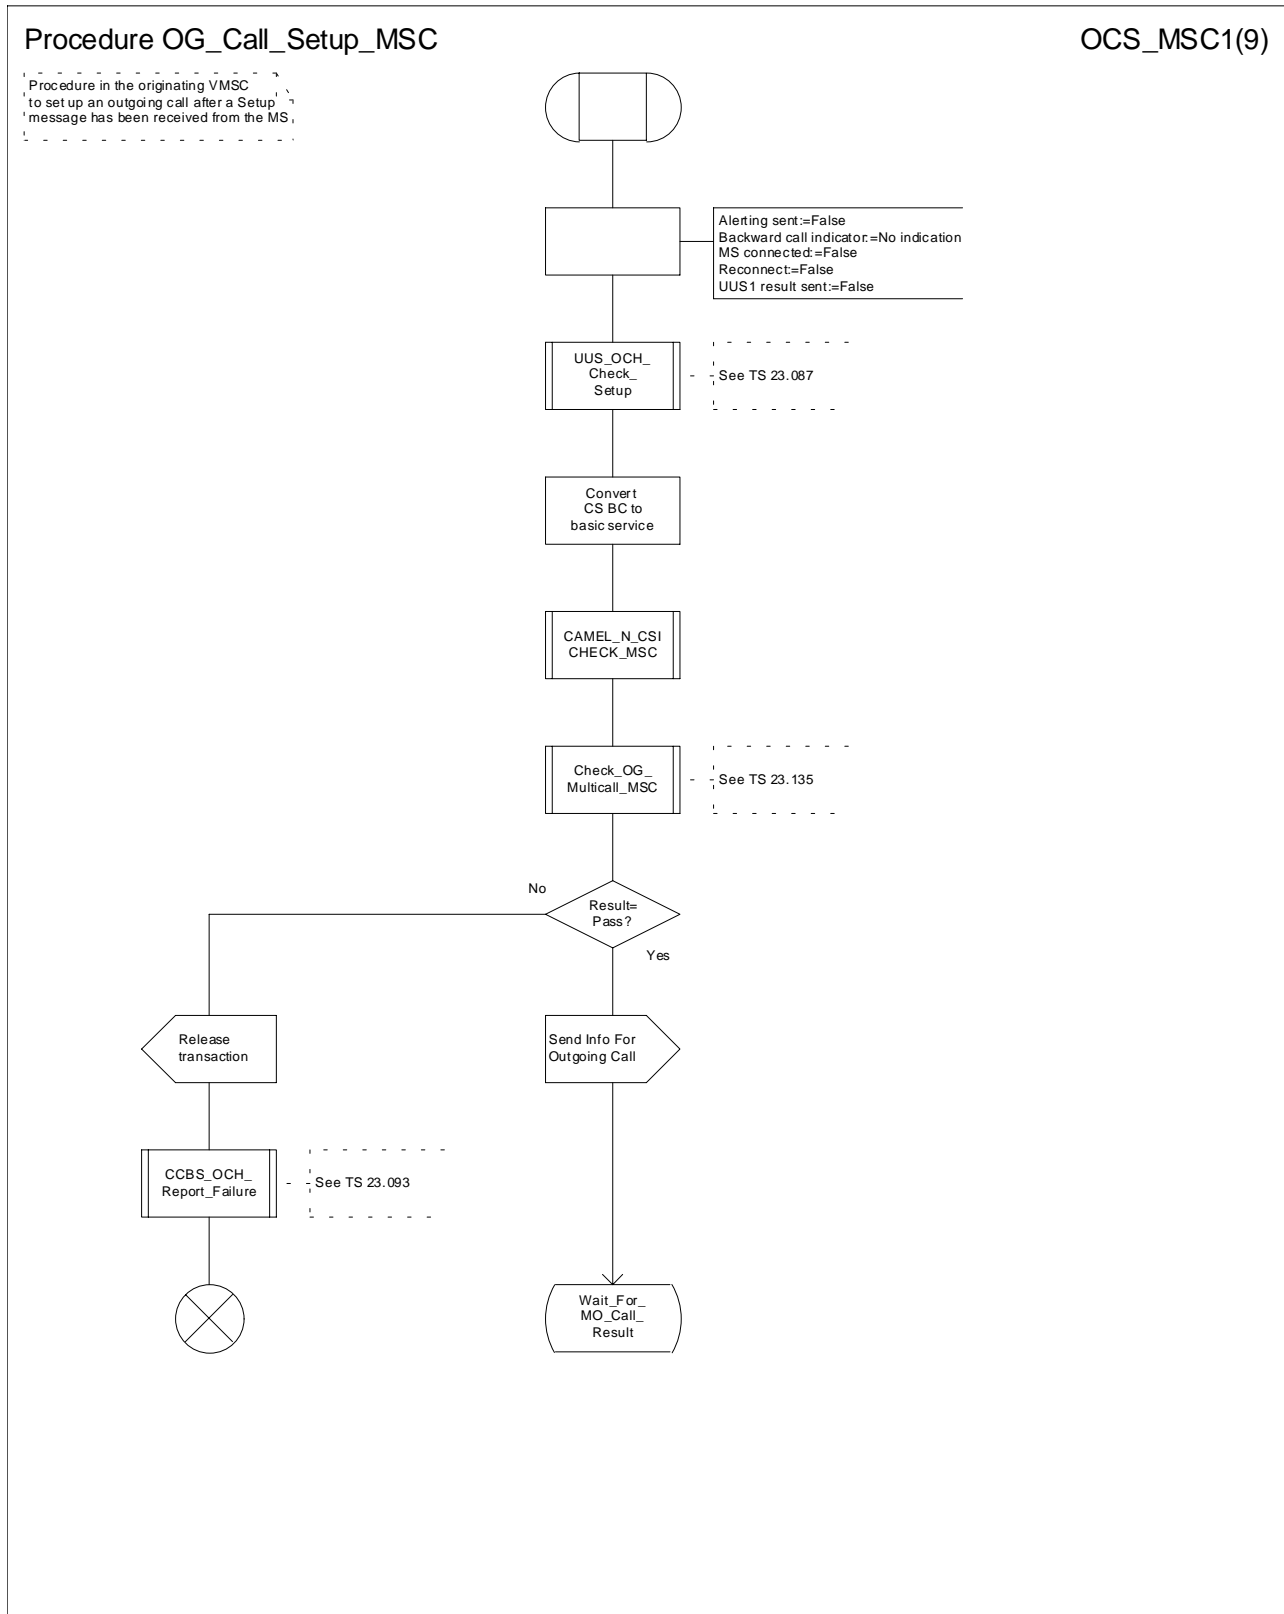 Procedure OG_Call_Setup_MSC
OCS_MSC1(9)
Procedure in the originating VMSC
to set up an outgoing call after a Setup
message has been received from the MS
Alerting sent:=False
Backward call indicator:=No indication
MS connected:=False
Reconnect:=False
UUS1 result sent:=False
UUS_OCH_
Check_
Setup
See TS 23.087
Convert
CS BC to
basic service
CAMEL_N_CSI
CHECK_MSC
Check_OG_
Multicall_MSC
See TS 23.135
No
Result=
Pass?
Yes
Release
transaction
Send Info For
Outgoing Call
CCBS_OCH_
Report_Failure
See TS 23.093
Wait_For_
MO_Call_
Result